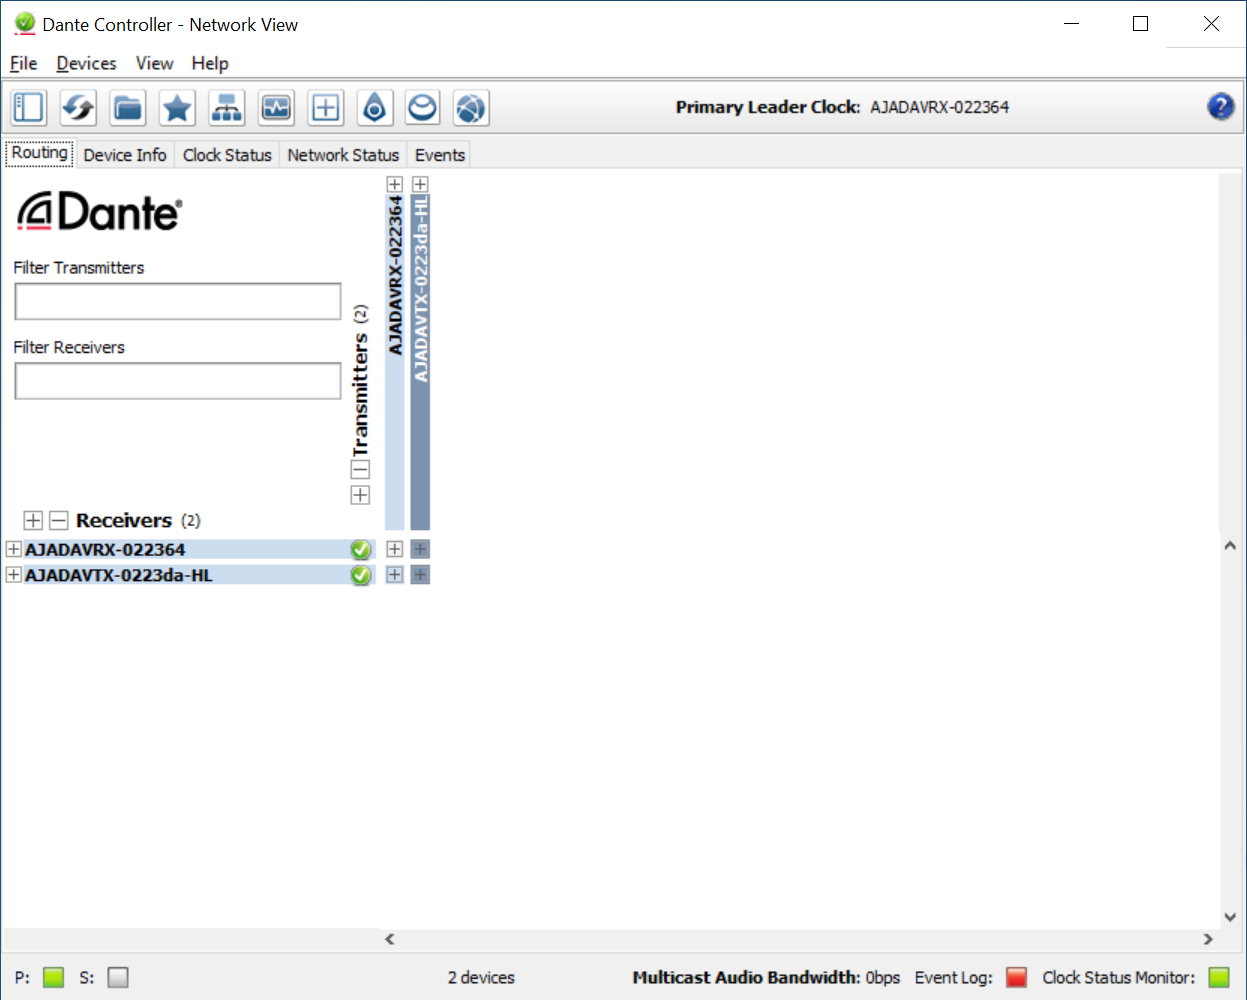 Dante Controller - Network View
File Devices View Help
Primary Leader Clock: AJADAVRX-022364
?
Routing Device Info Clock Status Network Status Events
Dante®
Filter Transmitters
Filter Receivers
Transmitters (2)
AJADAVRX-022364
AJADAVTX-0223da-HL
Receivers (2)
AJADAVRX-022364
AJADAVTX-0223da-HL
P: S: 2 devices Multicast Audio Bandwidth: 0bps Event Log: Clock Status Monitor: